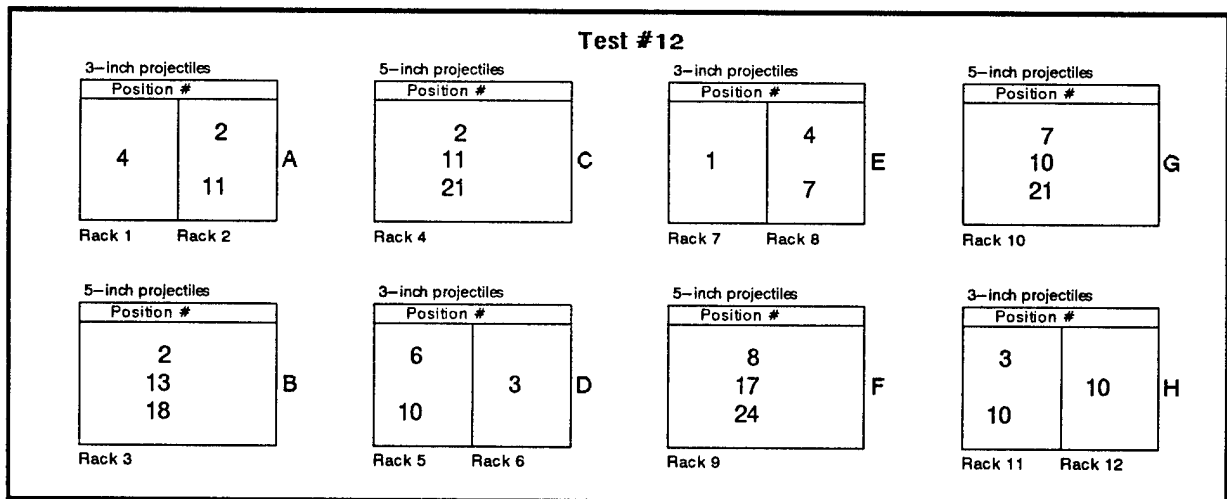 Test #12
3-inch projectiles
Position #
4
2
11
A
Rack 1 Rack 2
5-inch projectiles
Position #
2
11
21
C
Rack 4
3-inch projectiles
Position #
1
4
7
E
Rack 7 Rack 8
5-inch projectiles
Position #
7
10
21
G
Rack 10
5-inch projectiles
Position #
2
13
18
B
Rack 3
3-inch projectiles
Position #
6
10
3
D
Rack 5 Rack 6
5-inch projectiles
Position #
8
17
24
F
Rack 9
3-inch projectiles
Position #
3
10
10
H
Rack 11 Rack 12